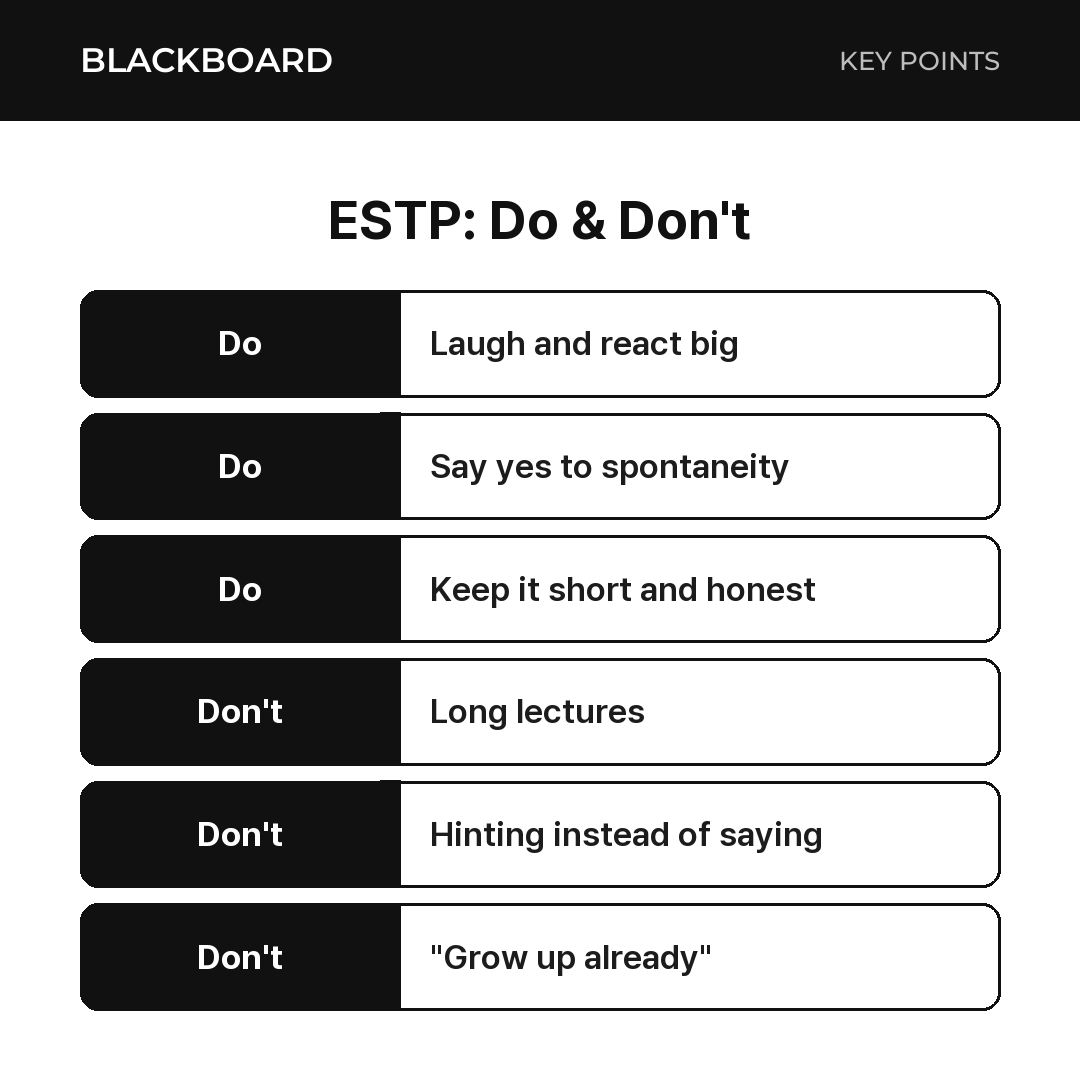 BLACKBOARD
KEY POINTS
ESTP: Do & Don't
Do
Laugh and react big
Do
Say yes to spontaneity
Do
Keep it short and honest
Don't
Long lectures
Don't
Hinting instead of saying
Don't
"Grow up already"